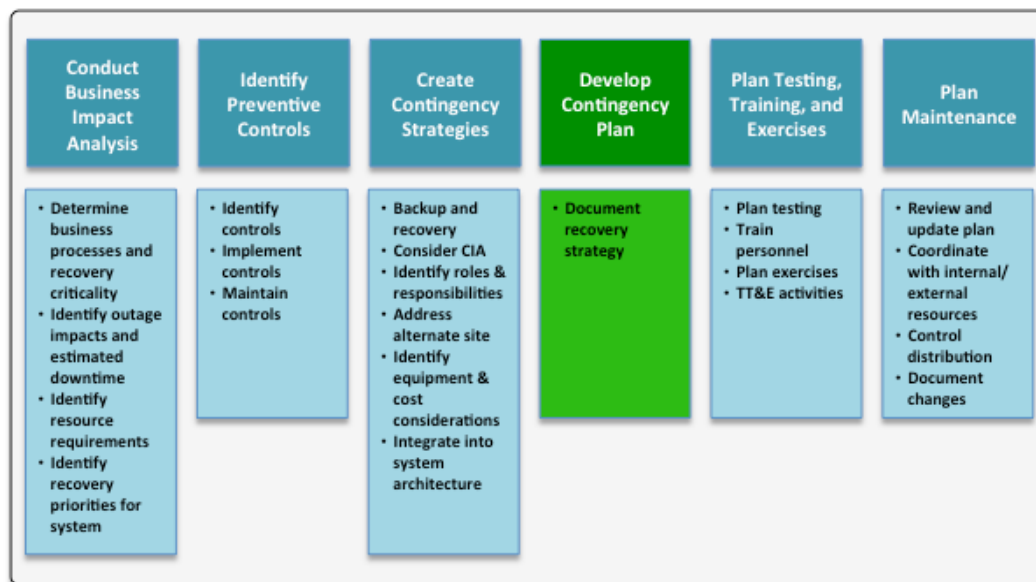 Conduct
Business
Impact
Analysis
Identify
Preventive
Controls
Create
Contingency
Strategies
Develop
Contingency
Plan
Plan Testing,
Training, and
Exercises
Plan
Maintenance
• Determine
business
processes and
recovery
criticality
• Identify outage
impacts and
estimated
downtime
• Identify
resource
requirements
• Identify
recovery
priorities for
system
• Identify
controls
• Implement
controls
• Maintain
controls
• Backup and
recovery
• Consider CIA
• Identify roles &
responsibilities
• Address
alternate site
• Identify
equipment &
cost
considerations
• Integrate into
system
architecture
• Document
recovery
strategy
• Plan testing
• Train
personnel
• Plan exercises
• TT&E activities
• Review and
update plan
• Coordinate
with internal/
external
resources
• Control
distribution
• Document
changes